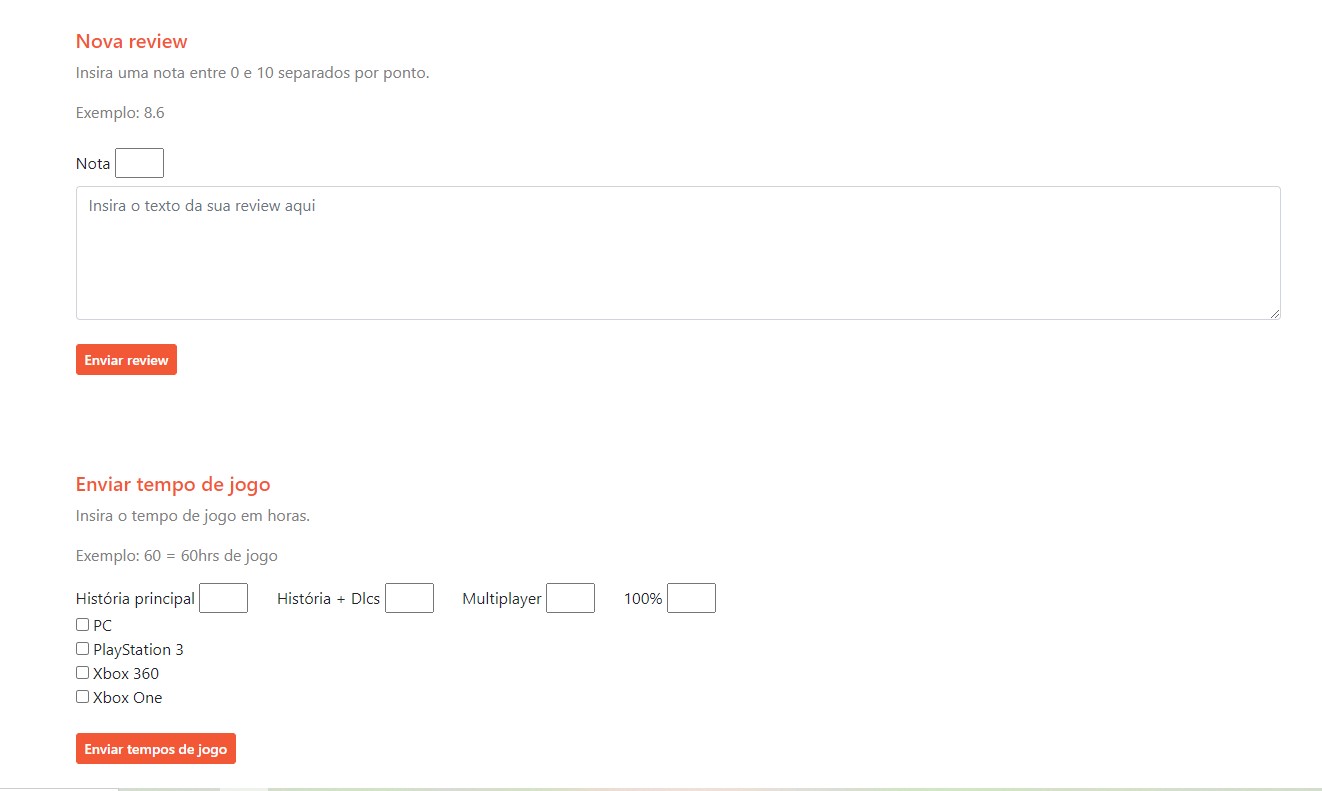 Nova review
Insira uma nota entre 0 e 10 separados por ponto.
Exemplo: 8.6
Nota
Insira o texto da sua review aqui
Enviar review
Enviar tempo de jogo
Insira o tempo de jogo em horas.
Exemplo: 60 = 60hrs de jogo
História principal História + Dlcs Multiplayer 100%
PC
PlayStation 3
Xbox 360
Xbox One
Enviar tempos de jogo